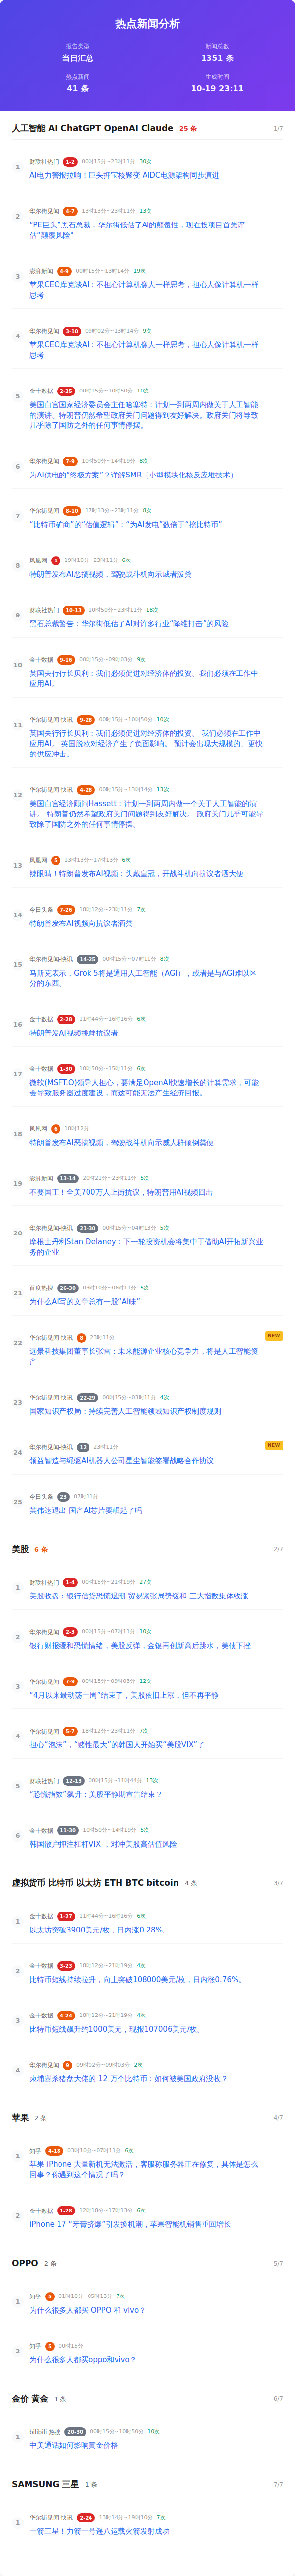 热点新闻分析
报告类型
当日汇总
新闻总数
1351 条
热点新闻
41 条
生成时间
10-19 23:11
人工智能 AI ChatGPT OpenAI Claude 25 条 1/7
1
财联社热门 1-2 00时15分~23时11分 30次
AI电力警报拉响！巨头押宝核聚变 AIDC电源架构同步演进
2
华尔街见闻 6-7 13时13分~23时11分 13次
“PE巨头”黑石总裁：华尔街低估了AI的颠覆性，现在投项目首先评
估“颠覆风险”
3
澎湃新闻 4-9 00时15分~13时14分 19次
苹果CEO库克谈AI：不担心计算机像人一样思考，担心人像计算机一样
思考
4
华尔街见闻 3-10 09时02分~13时14分 9次
苹果CEO库克谈AI：不担心计算机像人一样思考，担心人像计算机一样
思考
5
金十数据 2-25 00时15分~10时50分 10次
美国白宫国家经济委员会主任哈塞特：计划一到两周内做关于人工智能
的演讲。特朗普仍然希望政府关门问题得到友好解决。政府关门将导致
几乎除了国防之外的任何事情停摆。
6
华尔街见闻 7-9 10时50分~14时19分 8次
为AI供电的“终极方案”？详解SMR（小型模块化核反应堆技术）
7
华尔街见闻 8-10 17时13分~23时11分 8次
“比特币矿商”的“估值逻辑”：“为AI发电”数倍于“挖比特币”
8
凤凰网 1 19时10分~23时11分 6次
特朗普发布AI恶搞视频，驾驶战斗机向示威者泼粪
9
财联社热门 10-13 10时50分~23时11分 18次
黑石总裁警告：华尔街低估了AI对许多行业“降维打击”的风险
10
金十数据 9-16 00时15分~09时03分 9次
英国央行行长贝利：我们必须促进对经济体的投资。我们必须在工作中
应用AI。
11
华尔街见闻-快讯 9-28 00时15分~10时50分 10次
英国央行行长贝利：我们必须促进对经济体的投资。 我们必须在工作中
应用AI。 英国脱欧对经济产生了负面影响。 预计会出现大规模的、更快
的供应冲击。
12
华尔街见闻-快讯 4-28 00时15分~13时14分 13次
美国白宫经济顾问Hassett：计划一到两周内做一个关于人工智能的演
讲。 特朗普仍然希望政府关门问题得到友好解决。 政府关门几乎可能导
致除了国防之外的任何事情停摆。
13
凤凰网 5 13时13分~17时13分 6次
辣眼睛！特朗普发布AI视频：头戴皇冠，开战斗机向抗议者洒大便
14
今日头条 7-26 18时12分~23时11分 7次
特朗普发布AI视频向抗议者洒粪
15
华尔街见闻-快讯 14-25 00时15分~07时11分 8次
马斯克表示，Grok 5将是通用人工智能（AGI），或者是与AGI难以区
分的东西。
16
金十数据 2-28 11时44分~16时16分 6次
特朗普AI视频挑衅抗议者
17
金十数据 1-30 10时50分~15时11分 6次
微软(MSFT.O)领导人担心，要满足OpenAI快速增长的计算需求，可能
会导致服务器过度建设，而这可能无法产生经济回报。
18
凤凰网 6 18时12分
特朗普发布AI恶搞视频，驾驶战斗机向示威人群倾倒粪便
19
澎湃新闻 13-14 20时21分~23时11分 5次
不要国王！全美700万人上街抗议，特朗普用AI视频回击
20
华尔街见闻-快讯 21-30 00时15分~04时13分 5次
摩根士丹利Stan Delaney：下一轮投资机会将集中于借助AI开拓新兴业
务的企业
21
百度热搜 26-30 03时10分~06时11分 5次
为什么AI写的文章总有一股“AI味”
22
华尔街见闻-快讯 8 23时11分
NEW
远景科技集团董事长张雷：未来能源企业核心竞争力，将是人工智能资
产
23
华尔街见闻-快讯 22-29 00时15分~03时11分 4次
国家知识产权局：持续完善人工智能领域知识产权制度规则
24
华尔街见闻-快讯 12 23时11分
NEW
领益智造与绳驱AI机器人公司星尘智能签署战略合作协议
25
今日头条 23 07时11分
英伟达退出 国产AI芯片要崛起了吗
美股 6 条 2/7
1
财联社热门 1-4 00时15分~21时19分 27次
美股收盘：银行信贷恐慌退潮 贸易紧张局势缓和 三大指数集体收涨
2
华尔街见闻 2-3 00时15分~07时11分 10次
银行财报缓和恐慌情绪，美股反弹，金银再创新高后跳水，美债下挫
3
华尔街见闻 7-9 00时15分~09时03分 12次
“4月以来最动荡一周”结束了，美股依旧上涨，但不再平静
4
华尔街见闻 5-7 18时12分~23时11分 7次
担心“泡沫”，“赌性最大”的韩国人开始买“美股VIX”了
5
财联社热门 12-13 00时15分~11时44分 13次
“恐慌指数”飙升：美股平静期宣告结束？
6
金十数据 11-30 10时50分~14时19分 5次
韩国散户押注杠杆VIX ，对冲美股高估值风险
虚拟货币 比特币 以太坊 ETH BTC bitcoin 4 条 3/7
1
金十数据 1-27 11时44分~16时16分 6次
以太坊突破3900美元/枚，日内涨0.28%。
2
金十数据 3-23 18时12分~21时19分 4次
比特币短线持续拉升，向上突破108000美元/枚，日内涨0.76%。
3
金十数据 4-24 18时12分~21时19分 4次
比特币短线飙升约1000美元，现报107006美元/枚。
4
华尔街见闻 9 09时02分~09时03分 2次
柬埔寨杀猪盘大佬的 12 万个比特币：如何被美国政府没收？
苹果 2 条 4/7
1
知乎 4-18 03时10分~07时11分 6次
苹果 iPhone 大量新机无法激活，客服称服务器正在修复，具体是怎么
回事？你遇到这个情况了吗？
2
金十数据 1-28 12时18分~17时13分 6次
iPhone 17 “牙膏挤爆”引发换机潮，苹果智能机销售重回增长
OPPO 2 条 5/7
1
知乎 5 01时10分~05时13分 7次
为什么很多人都买 OPPO 和 vivo？
2
知乎 5 00时15分
为什么很多人都买oppo和vivo？
金价 黄金 1 条 6/7
1
bilibili 热搜 20-30 00时15分~10时50分 10次
中美通话如何影响黄金价格
SAMSUNG 三星 1 条 7/7
1
华尔街见闻-快讯 2-24 13时14分~19时10分 7次
一箭三星！力箭一号遥八运载火箭发射成功